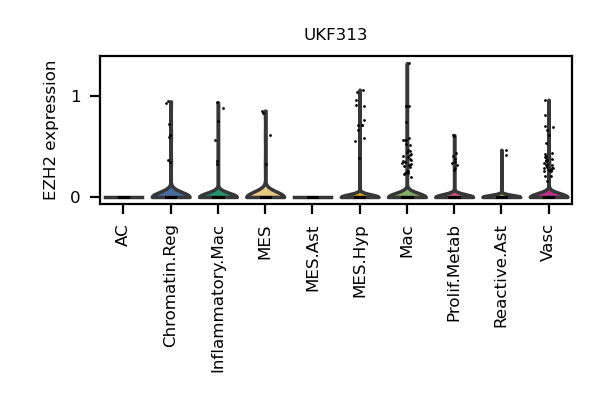 UKF313
EZH2 expression
1
0
AC
Chromatin.Reg
Inflammatory.Mac
MES
MES.Ast
MES.Hyp
Mac
Prolif.Metab
Reactive.Ast
Vasc